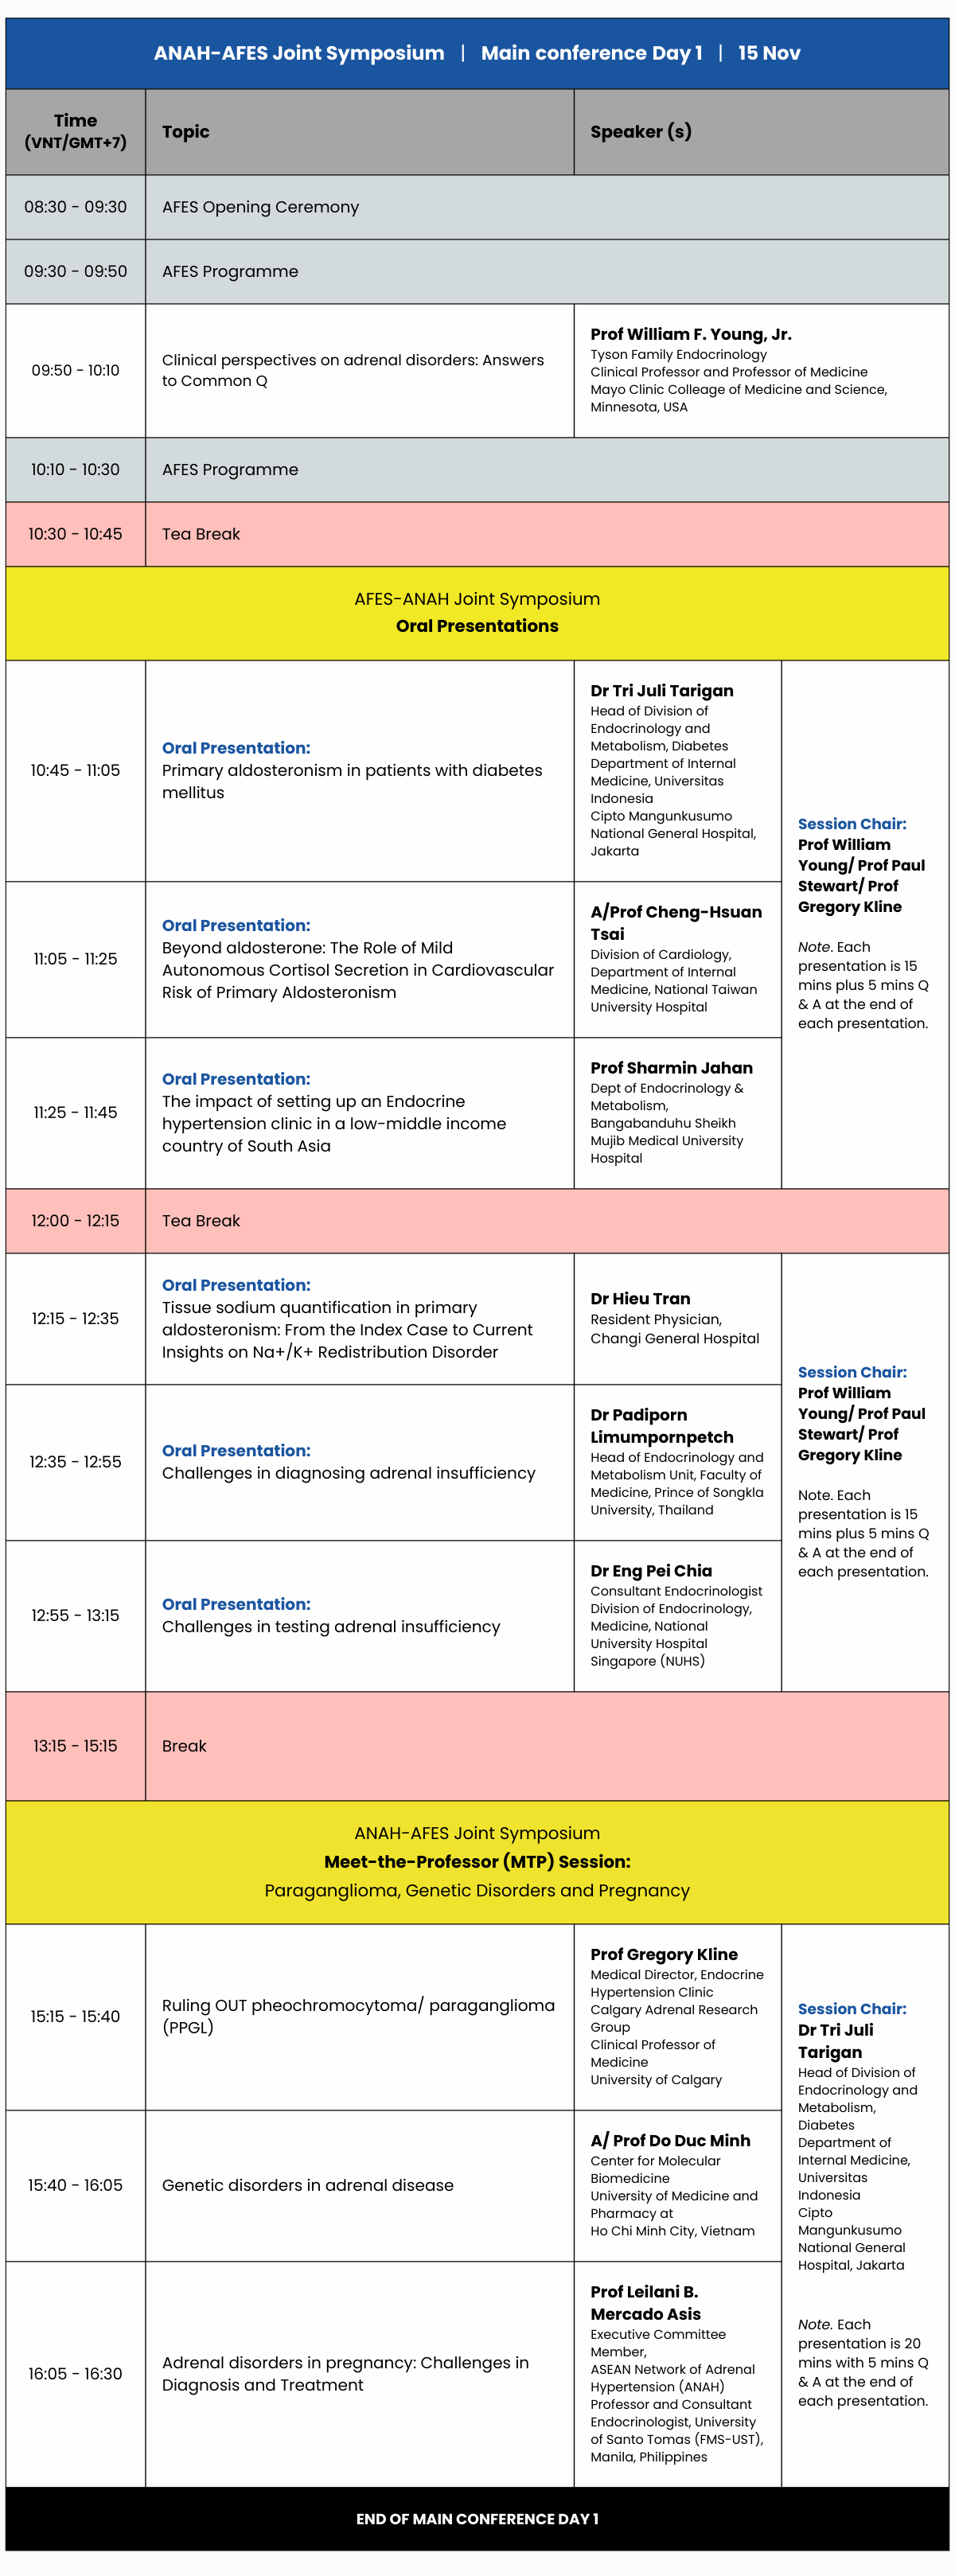 ANAH-AFES Joint Symposium | Main conference Day 1 | 15 Nov
Time
(VNT/GMT+7)
Topic
Speaker (s)
08:30 - 09:30
AFES Opening Ceremony
09:30 - 09:50
AFES Programme
09:50 - 10:10
Clinical perspectives on adrenal disorders: Answers
to Common Q
Prof William F. Young, Jr.
Tyson Family Endocrinology
Clinical Professor and Professor of Medicine
Mayo Clinic Colleage of Medicine and Science,
Minnesota, USA
10:10 - 10:30
AFES Programme
10:30 - 10:45
Tea Break
AFES-ANAH Joint Symposium
Oral Presentations
10:45 - 11:05
Oral Presentation:
Primary aldosteronism in patients with diabetes
mellitus
Dr Tri Juli Tarigan
Head of Division of
Endocrinology and
Metabolism, Diabetes
Department of Internal
Medicine, Universitas
Indonesia
Cipto Mangunkusumo
National General Hospital,
Jakarta
Session Chair:
Prof William
Young/ Prof Paul
Stewart/ Prof
Gregory Kline
Note. Each
presentation is 15
mins plus 5 mins Q
& A at the end of
each presentation.
11:05 - 11:25
Oral Presentation:
Beyond aldosterone: The Role of Mild
Autonomous Cortisol Secretion in Cardiovascular
Risk of Primary Aldosteronism
A/Prof Cheng-Hsuan
Tsai
Division of Cardiology,
Department of Internal
Medicine, National Taiwan
University Hospital
11:25 - 11:45
Oral Presentation:
The impact of setting up an Endocrine
hypertension clinic in a low-middle income
country of South Asia
Prof Sharmin Jahan
Dept of Endocrinology &
Metabolism,
Bangabanduhu Sheikh
Mujib Medical University
Hospital
12:00 - 12:15
Tea Break
12:15 - 12:35
Oral Presentation:
Tissue sodium quantification in primary
aldosteronism: From the Index Case to Current
Insights on Na+/K+ Redistribution Disorder
Dr Hieu Tran
Resident Physician,
Changi General Hospital
Session Chair:
Prof William
Young/ Prof Paul
Stewart/ Prof
Gregory Kline
Note. Each
presentation is 15
mins plus 5 mins Q
& A at the end of
each presentation.
12:35 - 12:55
Oral Presentation:
Challenges in diagnosing adrenal insufficiency
Dr Padiporn
Limumpornpetch
Head of Endocrinology and
Metabolism Unit, Faculty of
Medicine, Prince of Songkla
University, Thailand
12:55 - 13:15
Oral Presentation:
Challenges in testing adrenal insufficiency
Dr Eng Pei Chia
Consultant Endocrinologist
Division of Endocrinology,
Medicine, National
University Hospital
Singapore (NUHS)
13:15 - 15:15
Break
ANAH-AFES Joint Symposium
Meet-the-Professor (MTP) Session:
Paraganglioma, Genetic Disorders and Pregnancy
15:15 - 15:40
Ruling OUT pheochromocytoma/ paraganglioma
(PPGL)
Prof Gregory Kline
Medical Director, Endocrine
Hypertension Clinic
Calgary Adrenal Research
Group
Clinical Professor of
Medicine
University of Calgary
Session Chair:
Dr Tri Juli
Tarigan
Head of Division of
Endocrinology and
Metabolism,
Diabetes
Department of
Internal Medicine,
Universitas
Indonesia
Cipto
Mangunkusumo
National General
Hospital, Jakarta
Note. Each
presentation is 20
mins with 5 mins Q
& A at the end of
each presentation.
15:40 - 16:05
Genetic disorders in adrenal disease
A/ Prof Do Duc Minh
Center for Molecular
Biomedicine
University of Medicine and
Pharmacy at
Ho Chi Minh City, Vietnam
16:05 - 16:30
Adrenal disorders in pregnancy: Challenges in
Diagnosis and Treatment
Prof Leilani B.
Mercado Asis
Executive Committee
Member,
ASEAN Network of Adrenal
Hypertension (ANAH)
Professor and Consultant
Endocrinologist, University
of Santo Tomas (FMS-UST),
Manila, Philippines
END OF MAIN CONFERENCE DAY 1